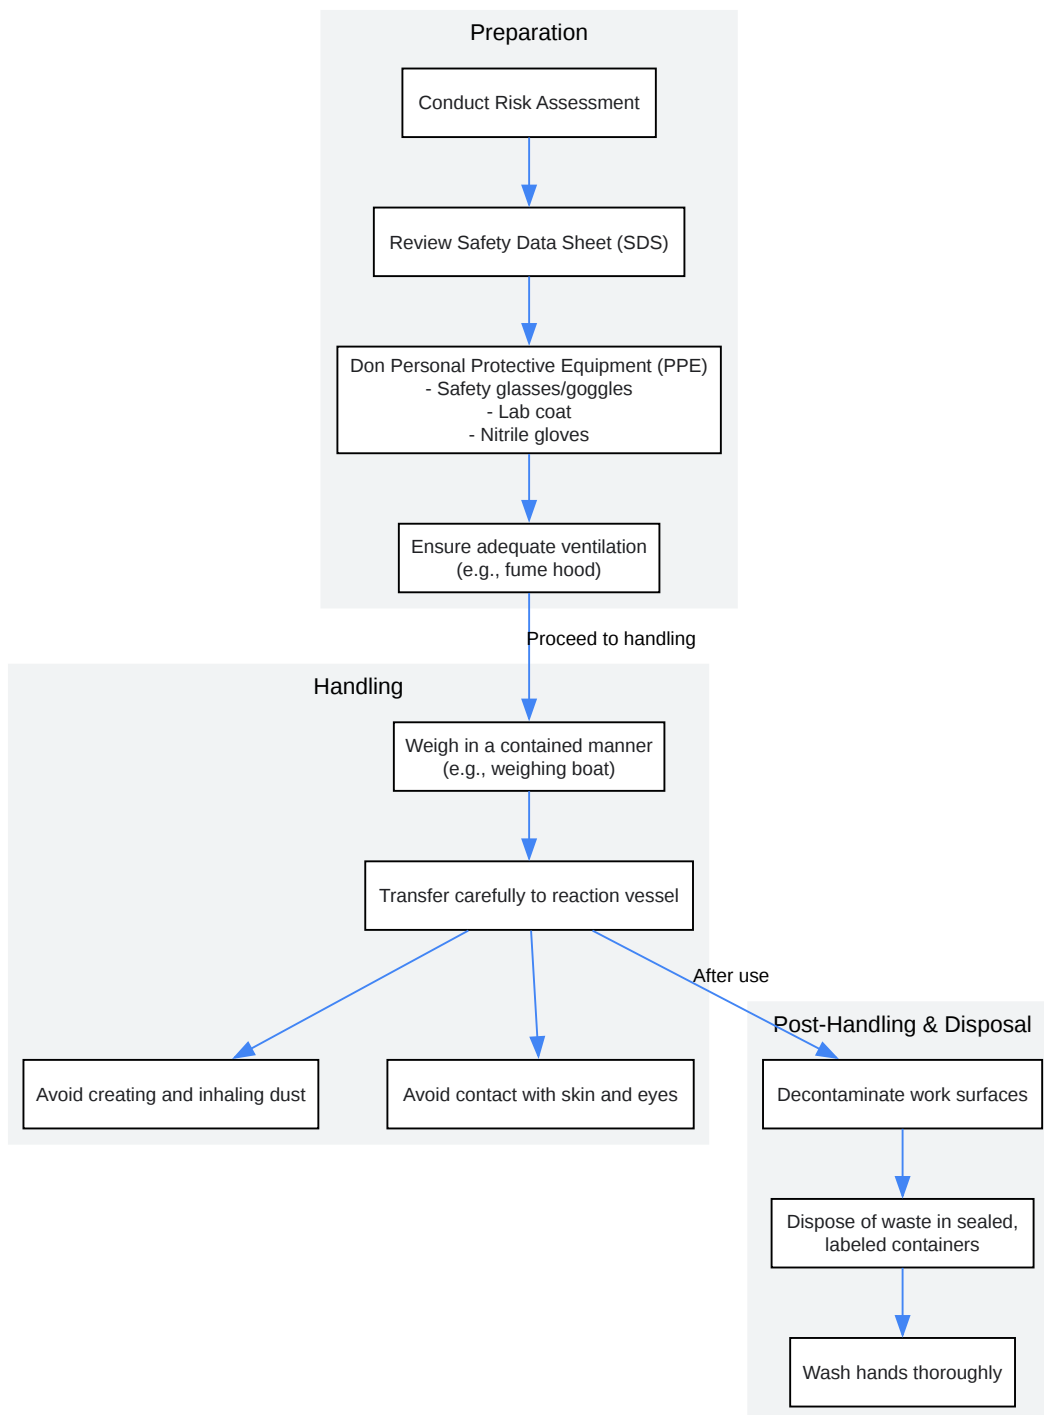 Preparation
Conduct Risk Assessment
Review Safety Data Sheet (SDS)
Don Personal Protective Equipment (PPE)
- Safety glasses/goggles
- Lab coat
- Nitrile gloves
Ensure adequate ventilation
(e.g., fume hood)
Proceed to handling
Handling
Weigh in a contained manner
(e.g., weighing boat)
Transfer carefully to reaction vessel
After use
Avoid creating and inhaling dust
Avoid contact with skin and eyes
Post-Handling & Disposal
Decontaminate work surfaces
Dispose of waste in sealed,
labeled containers
Wash hands thoroughly